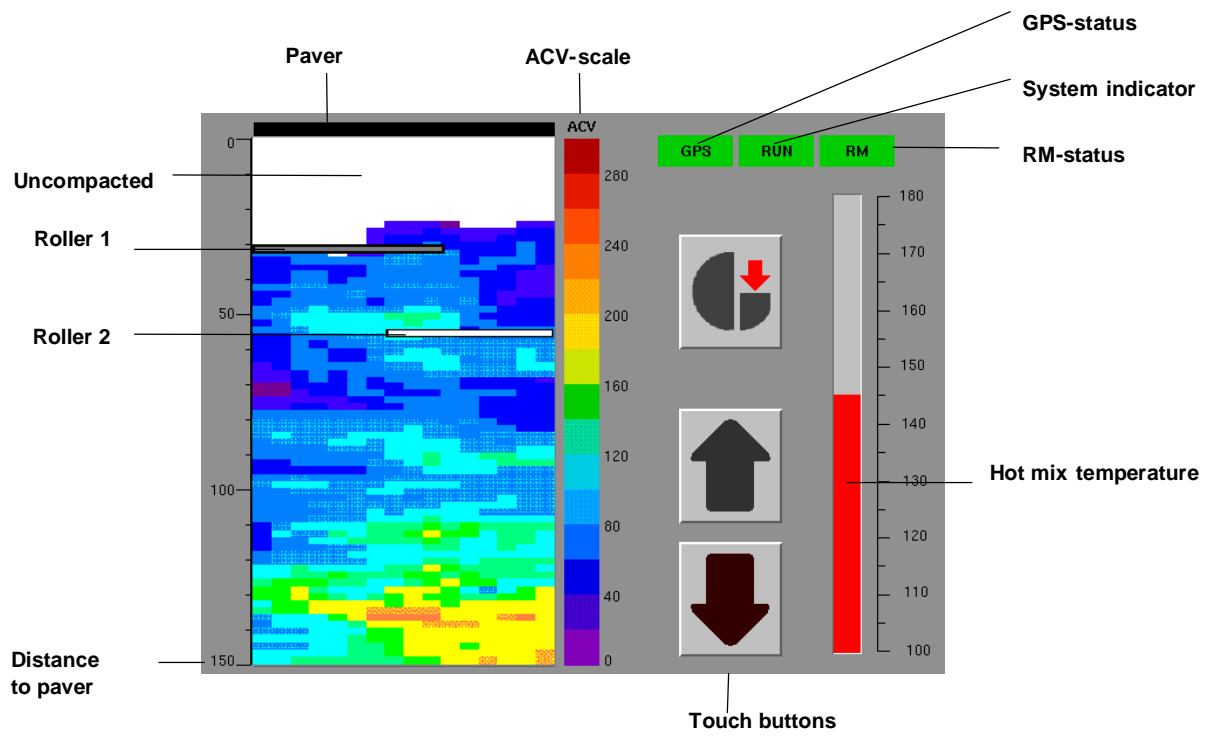 GPS-status
Paver
ACV-scale
System indicator
ACV
GPS
RUN
RM
RM-status
0
Uncompacted
280
180
Roller 1
240
170
50
200
160
Roller 2
150
160
140
120
130
Hot mix temperature
100
80
120
40
110
Distance
to paver
150
0
100
Touch buttons